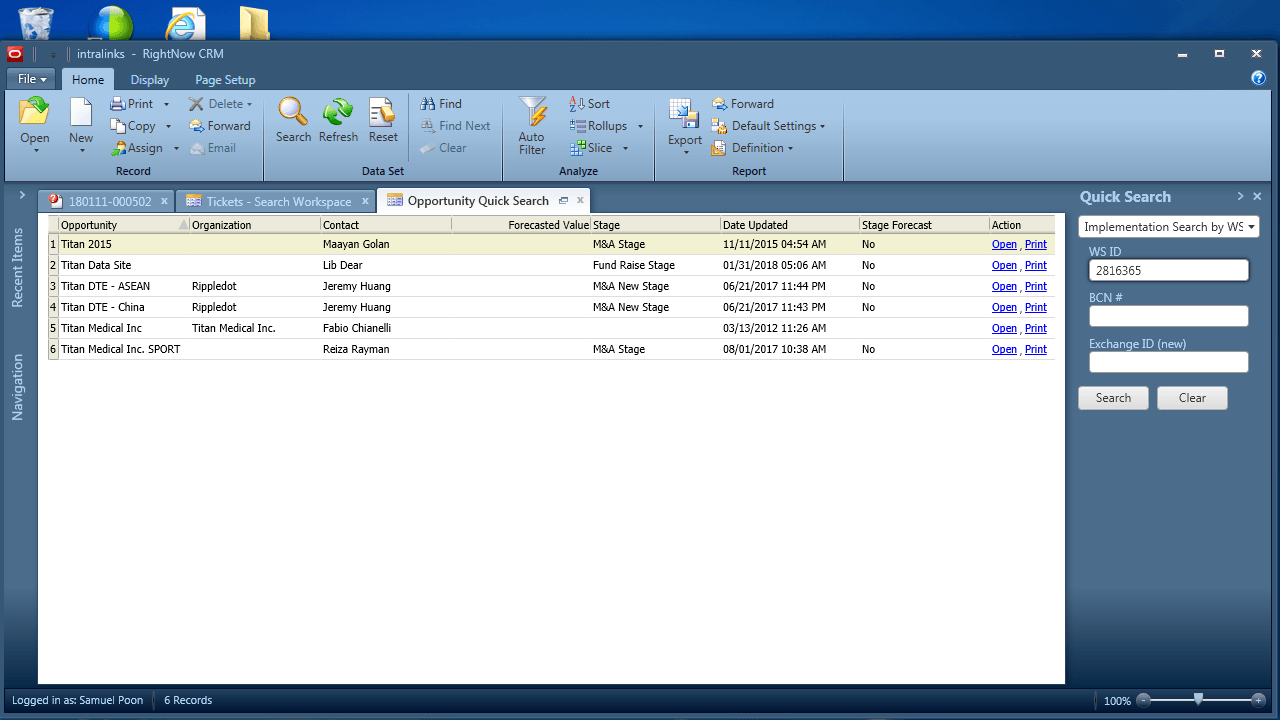 intralinks - RightNow CRM
File Home Display Page Setup
Open New Print Copy Assign Delete Forward Email
Record
Search Refresh Reset Find Find Next Clear
Data Set
Auto Filter Sort Rollups Slice
Analyze
Export Forward Default Settings Definition
Report
180111-000502 Tickets - Search Workspace Opportunity Quick Search
Recent Items
Navigation
Opportunity Organization Contact Forecasted Value Stage Date Updated Stage Forecast Action
1 Titan 2015 Maayan Golan M&A Stage 11/11/2015 04:54 AM No Open , Print
2 Titan Data Site Lib Dear Fund Raise Stage 01/31/2018 05:06 AM No Open , Print
3 Titan DTE - ASEAN Rippledot Jeremy Huang M&A New Stage 06/21/2017 11:44 PM No Open , Print
4 Titan DTE - China Rippledot Jeremy Huang M&A New Stage 06/21/2017 11:43 PM No Open , Print
5 Titan Medical Inc Titan Medical Inc. Fabio Chianelli 03/13/2012 11:26 AM Open , Print
6 Titan Medical Inc. SPORT Reiza Rayman M&A Stage 08/01/2017 10:38 AM No Open , Print
Quick Search
Implementation Search by WS
WS ID
2816365
BCN #
Exchange ID (new)
Search Clear
Logged in as: Samuel Poon 6 Records 100%